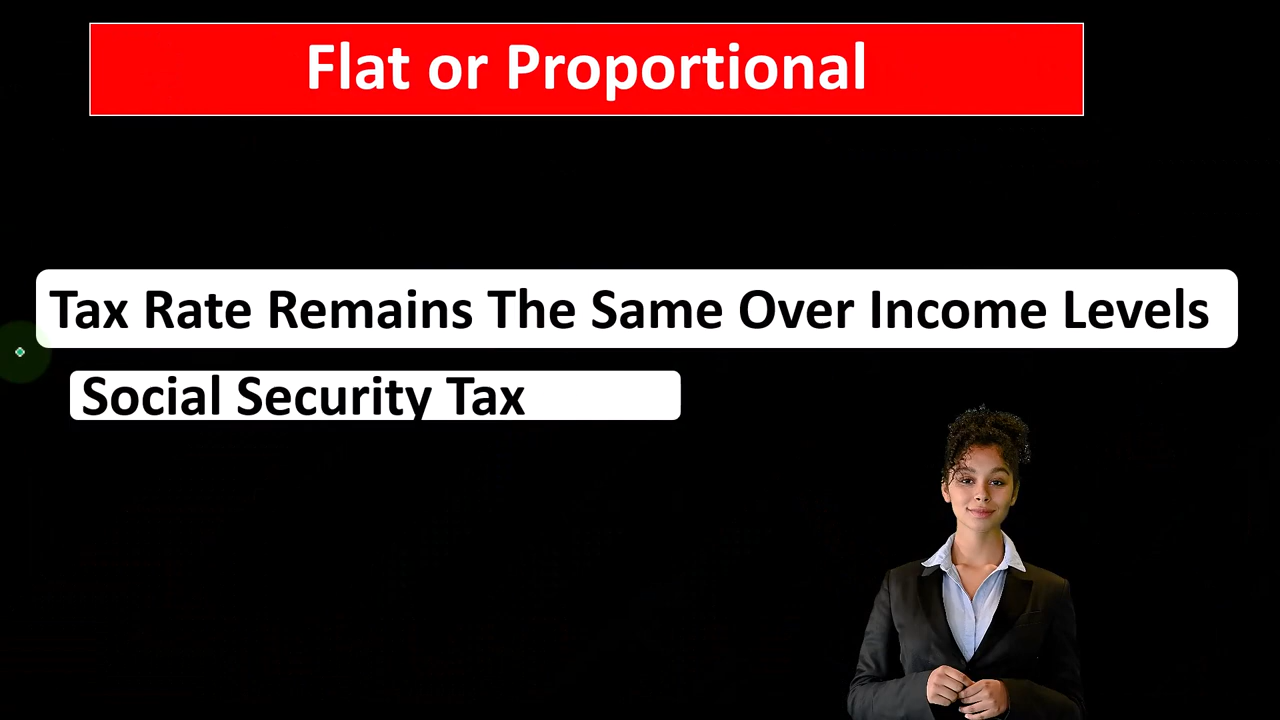 Flat or Proportional
Tax Rate Remains The Same Over Income Levels
Social Security Tax